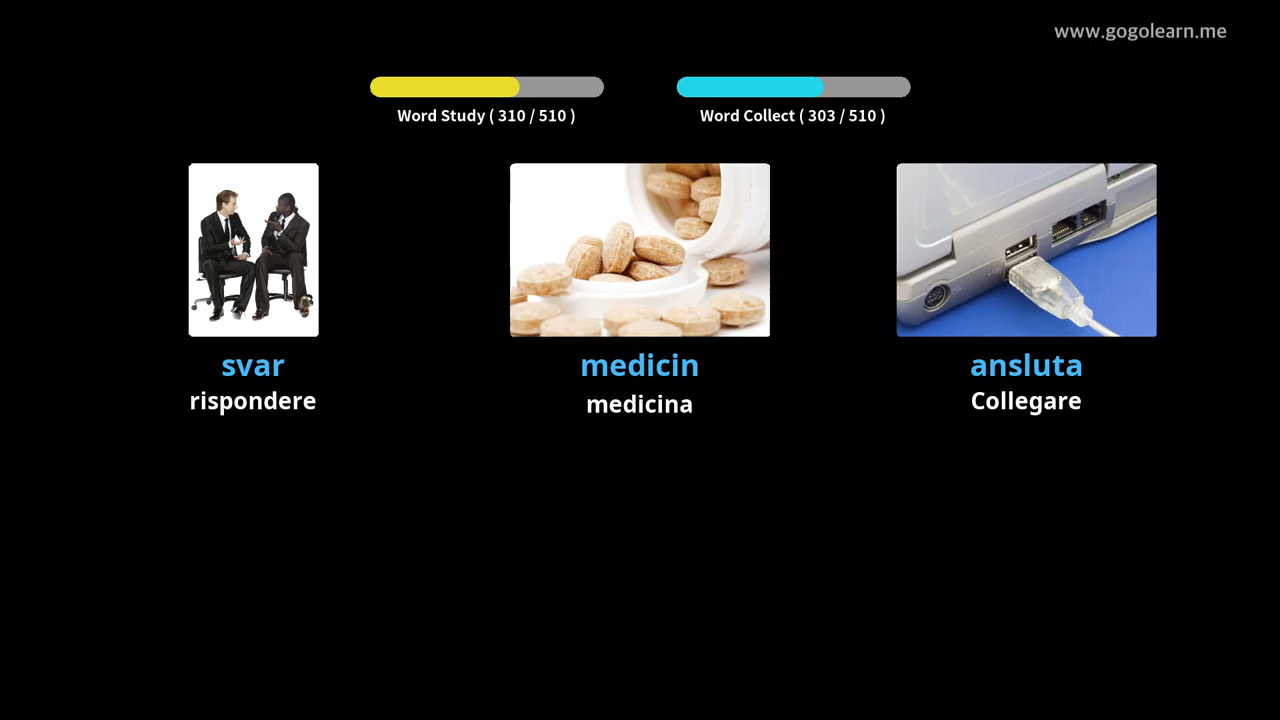 www.gogolearn.me
Word Study ( 310 / 510 )
Word Collect ( 303 / 510 )
svar
rispondere
medicin
medicina
ansluta
Collegare